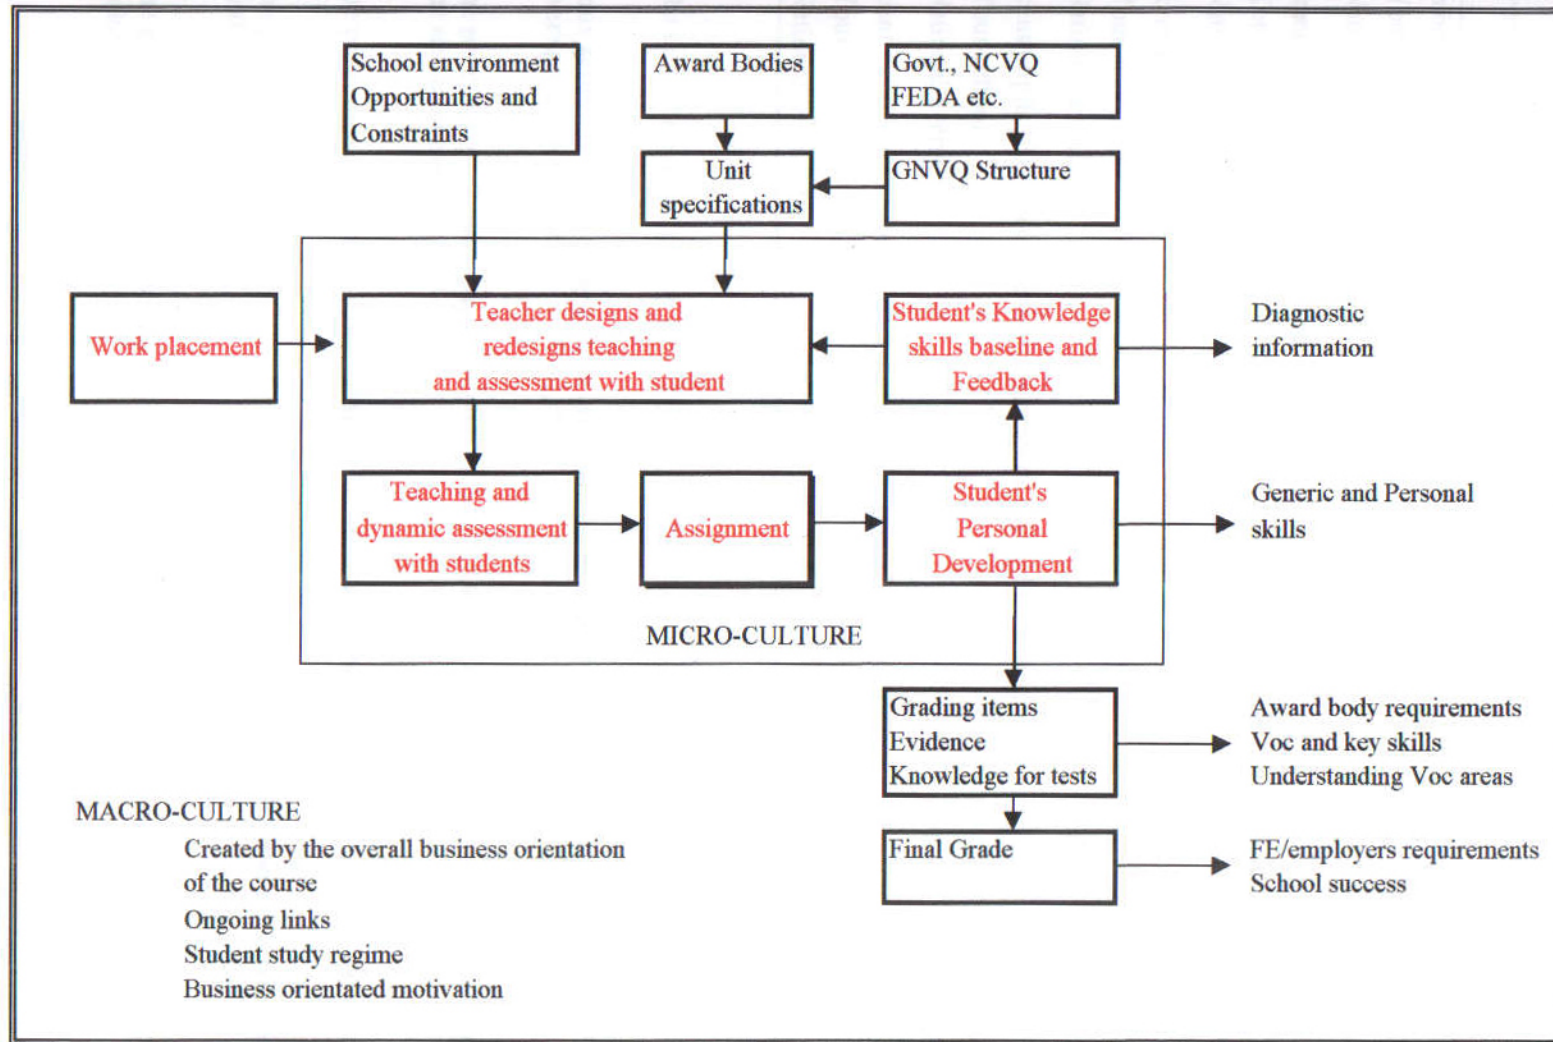 School environment
Opportunities and
Constraints
Award Bodies
Govt., NCVQ
FEDA etc.
Unit
specifications
GNVQ Structure
Work placement
Teacher designs and
redesigns teaching
and assessment with student
Student's Knowledge
skills baseline and
Feedback
Diagnostic
information
Teaching and
dynamic assessment
with students
Assignment
Student's
Personal
Development
Generic and Personal
skills
MICRO-CULTURE
Grading items
Evidence
Knowledge for tests
Award body requirements
Voc and key skills
Understanding Voc areas
MACRO-CULTURE
Created by the overall business orientation
of the course
Ongoing links
Student study regime
Business orientated motivation
Final Grade
FE/employers requirements
School success